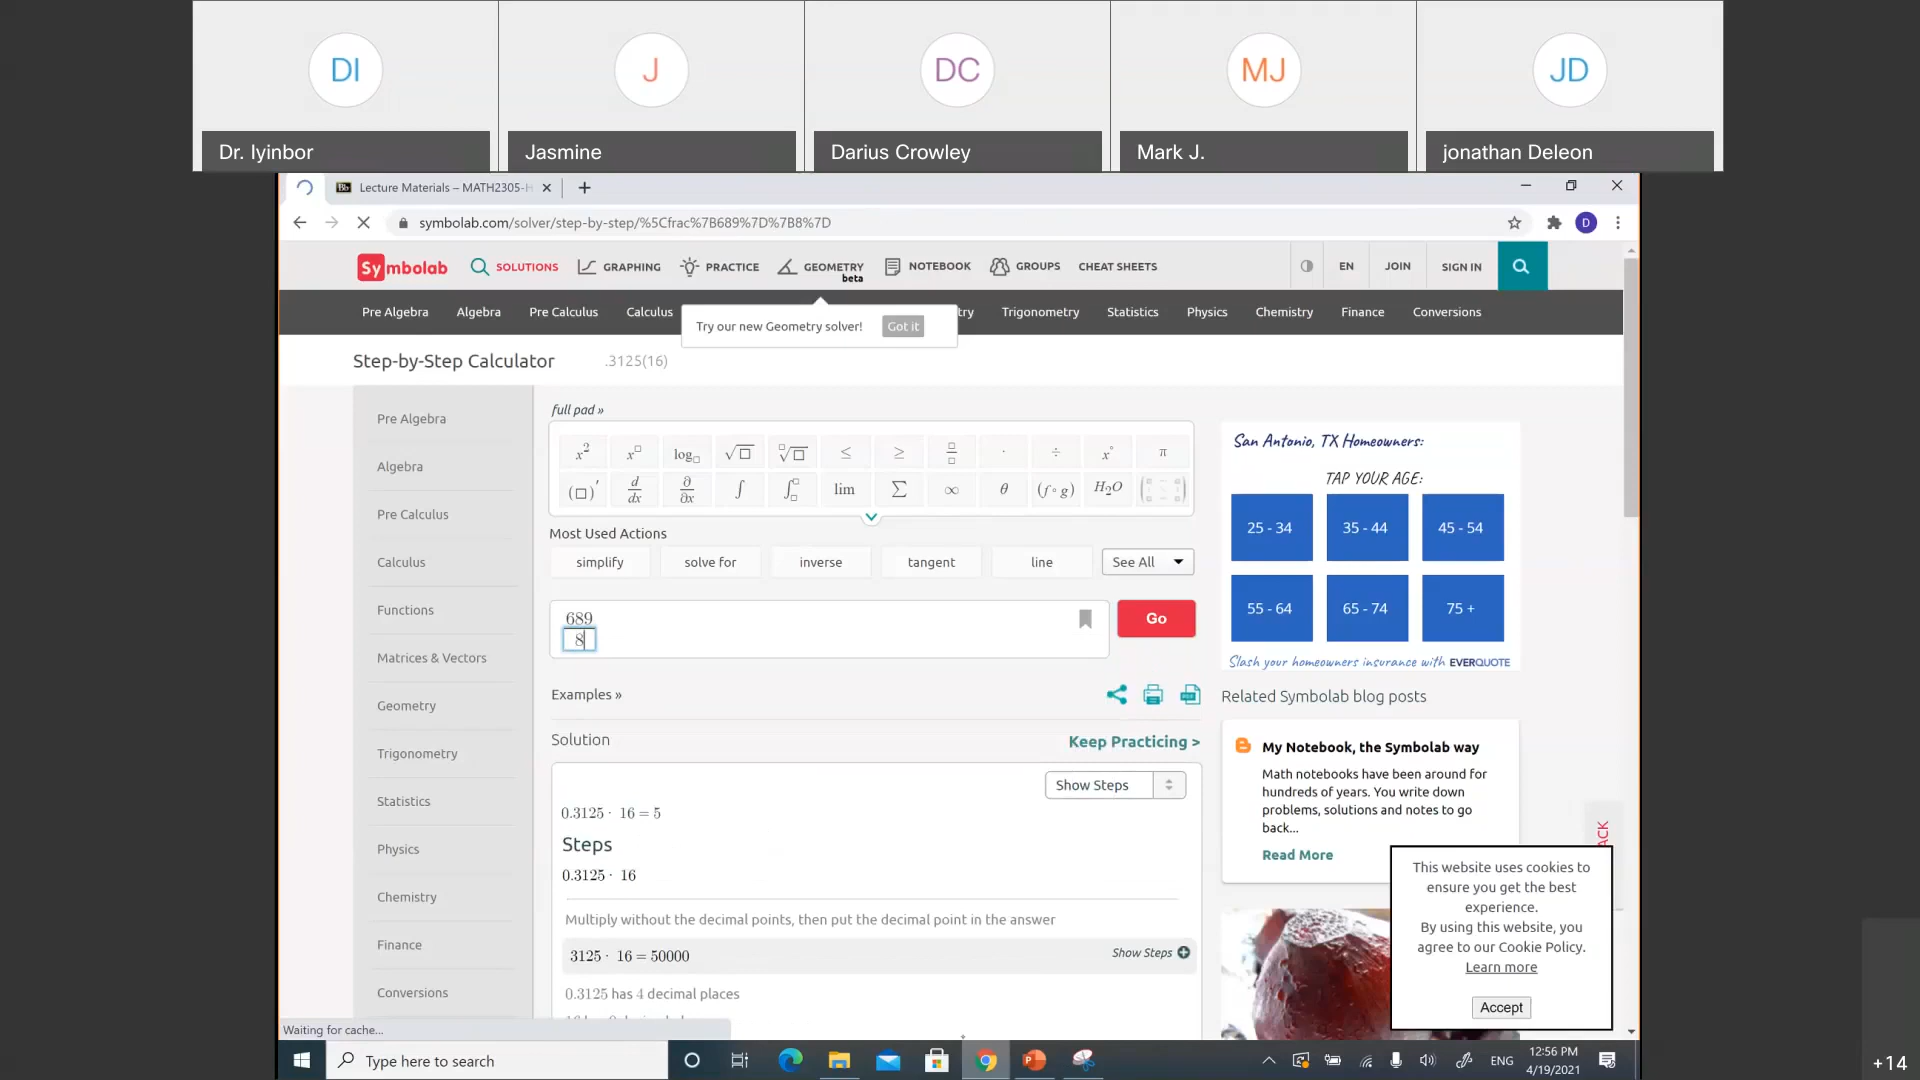 DI
J
DC
MJ
JD
Dr. Iyinbor
Jasmine
Darius Crowley
Mark J.
jonathan Deleon
Lecture Materials – MATH2305-H
symbolab.com/solver/step-by-step/%5Cfrac%7B689%7D%7B8%7D
D
Symbolab
SOLUTIONS
GRAPHING
PRACTICE
GEOMETRY
beta
NOTEBOOK
GROUPS
CHEAT SHEETS
EN
JOIN
SIGN IN
Pre Algebra
Algebra
Pre Calculus
Calculus
Trigonometry
Statistics
Physics
Chemistry
Finance
Conversions
Try our new Geometry solver!
Got it
Step-by-Step Calculator
.3125(16)
Pre Algebra
Algebra
Pre Calculus
Calculus
Functions
Matrices & Vectors
Geometry
Trigonometry
Statistics
Physics
Chemistry
Finance
Conversions
full pad »
x² x□ log□ √□ □√□ ≤ ≥ □/□ · ÷ x° π
(□)′ d/dx ∂/∂x ∫ ∫□□ lim ∑ ∞ θ (f∘g) H₂O
Most Used Actions
simplify
solve for
inverse
tangent
line
See All
689
8
Go
Examples »
Solution
Keep Practicing >
Show Steps
0.3125 · 16 = 5
Steps
0.3125 · 16
Multiply without the decimal points, then put the decimal point in the answer
3125 · 16 = 50000
Show Steps
0.3125 has 4 decimal places
San Antonio, TX Homeowners:
TAP YOUR AGE:
25 - 34
35 - 44
45 - 54
55 - 64
65 - 74
75 +
Slash your homeowners insurance with EVERQUOTE
Related Symbolab blog posts
My Notebook, the Symbolab way
Math notebooks have been around for
hundreds of years. You write down
problems, solutions and notes to go
back...
Read More
ACK
This website uses cookies to
ensure you get the best
experience.
By using this website, you
agree to our Cookie Policy.
Learn more
Accept
Waiting for cache...
Type here to search
ENG
12:56 PM
4/19/2021
+14